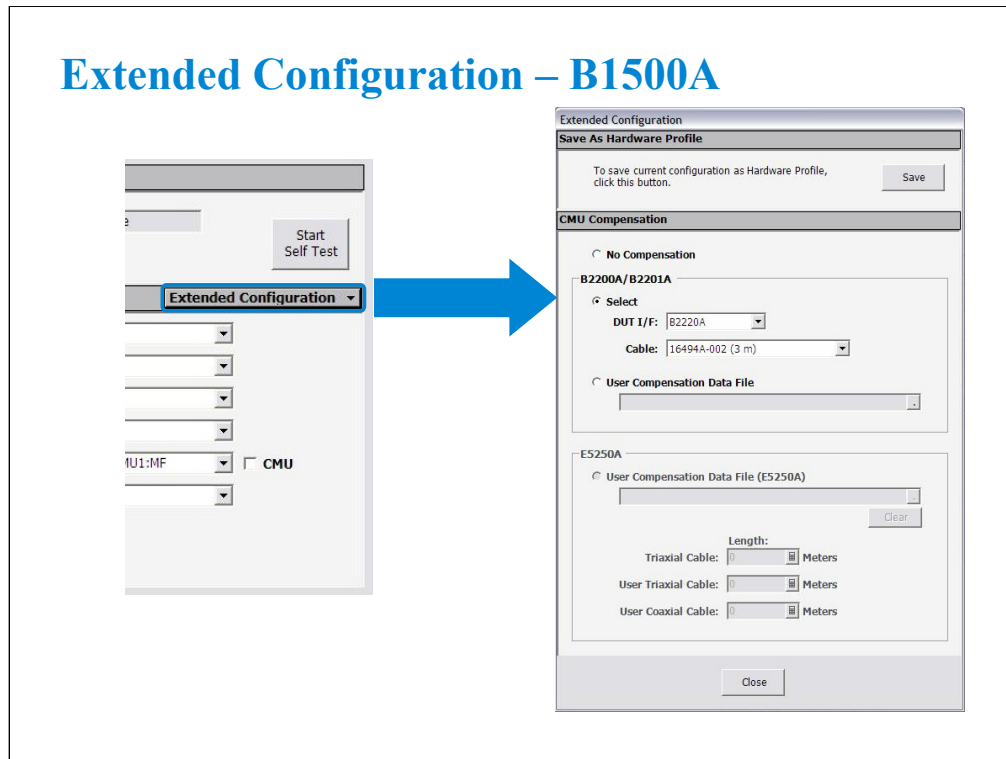 Extended Configuration – B1500A
e
Start
Self Test
Extended Configuration
MU1:MF
CMU
Extended Configuration
Save As Hardware Profile
To save current configuration as Hardware Profile,
click this button.
Save
CMU Compensation
No Compensation
B2200A/B2201A
Select
DUT I/F: B2220A
Cable: 16494A-002 (3 m)
User Compensation Data File
.
E5250A
User Compensation Data File (E5250A)
.
Clear
Length:
Triaxial Cable: 0 Meters
User Triaxial Cable: 0 Meters
User Coaxial Cable: 0 Meters
Close